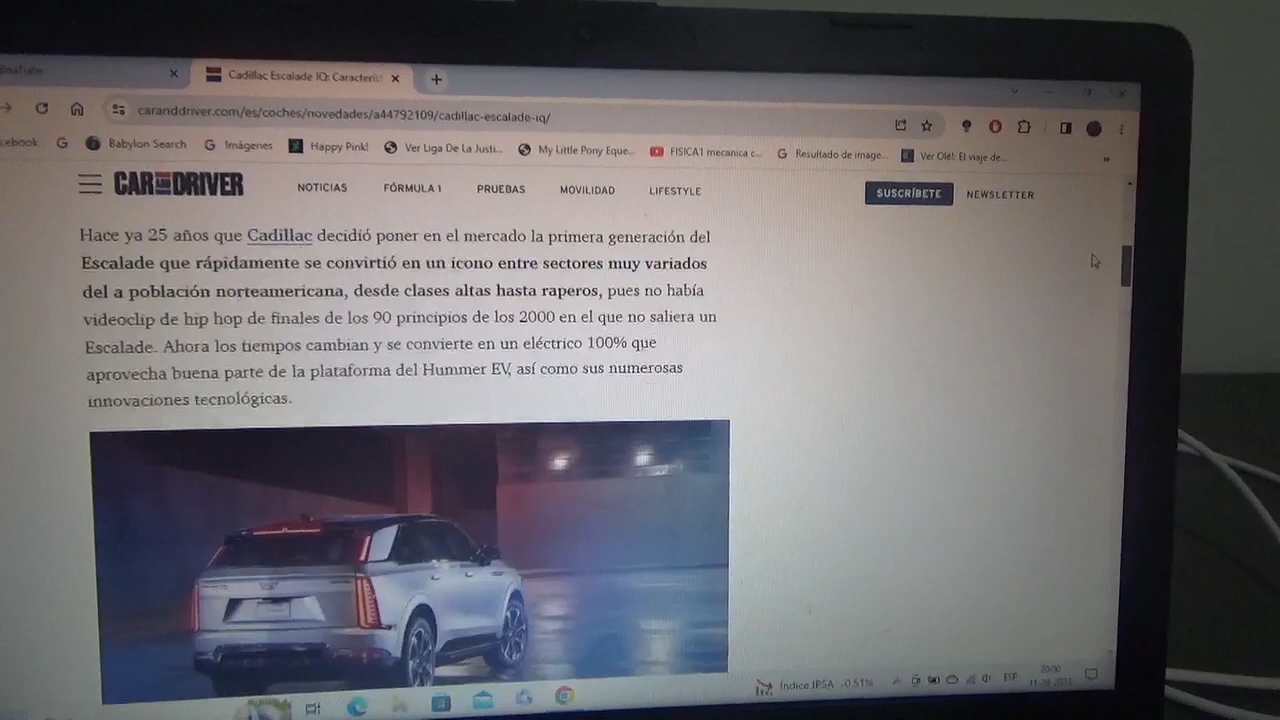 YouTube
Cadillac Escalade IQ: Caracterís
caranddriver.com/es/coches/novedades/a44792109/cadillac-escalade-iq/
cebook
Babylon Search
Imágenes
Happy Pink!
Ver Liga De La Justi...
My Little Pony Eque...
FISICA1 mecanica c...
Resultado de image...
Ver Olé!: El viaje de...
CAR AND DRIVER
NOTICIAS
FÓRMULA 1
PRUEBAS
MOVILIDAD
LIFESTYLE
SUSCRÍBETE
NEWSLETTER
Hace ya 25 años que Cadillac decidió poner en el mercado la primera generación del
Escalade que rápidamente se convirtió en un icono entre sectores muy variados
del a población norteamericana, desde clases altas hasta raperos, pues no había
videoclip de hip hop de finales de los 90 principios de los 2000 en el que no saliera un
Escalade. Ahora los tiempos cambian y se convierte en un eléctrico 100% que
aprovecha buena parte de la plataforma del Hummer EV, así como sus numerosas
innovaciones tecnológicas.
Índice IPSA -0.51%
ESP
20:00